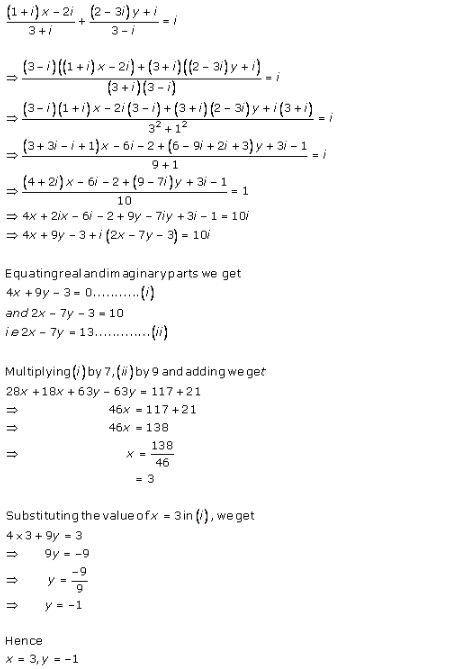 ((1+i)x−2i)/(3+i) + ((2−3i)y+i)/(3−i) = i
⇒ ((3−i)((1+i)x−2i)+(3+i)((2−3i)y+i))/((3+i)(3−i)) = i
⇒ ((3−i)(1+i)x−2i(3−i)+(3+i)(2−3i)y+i(3+i))/(3²+1²) = i
⇒ ((3+3i−i+1)x−6i−2+(6−9i+2i+3)y+3i−1)/(9+1) = i
⇒ ((4+2i)x−6i−2+(9−7i)y+3i−1)/10 = 1
⇒ 4x+2ix−6i−2+9y−7iy+3i−1 = 10i
⇒ 4x+9y−3+i(2x−7y−3) = 10i
Equating real and imaginary parts we get
4x+9y−3 = 0...........(i)
and 2x−7y−3 = 10
i.e 2x−7y = 13.............(ii)
Multiplying (i) by 7, (ii) by 9 and adding we get
28x+18x+63y−63y = 117+21
⇒ 46x = 117+21
⇒ 46x = 138
⇒ x = 138/46
= 3
Substituting the value of x = 3 in (i), we get
4×3+9y = 3
⇒ 9y = −9
⇒ y = −9/9
⇒ y = −1
Hence
x = 3, y = −1